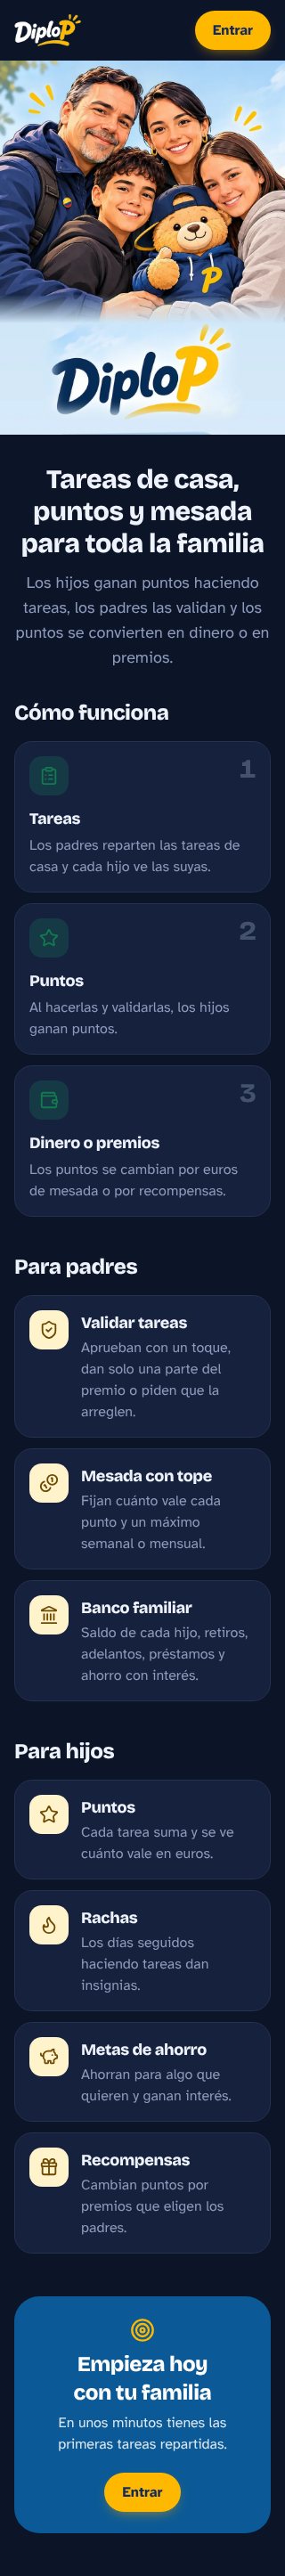 DiploP
Entrar
P
DiploP
Tareas de casa,
puntos y mesada
para toda la familia
Los hijos ganan puntos haciendo
tareas, los padres las validan y los
puntos se convierten en dinero o en
premios.
Cómo funciona
1
Tareas
Los padres reparten las tareas de
casa y cada hijo ve las suyas.
2
Puntos
Al hacerlas y validarlas, los hijos
ganan puntos.
3
Dinero o premios
Los puntos se cambian por euros
de mesada o por recompensas.
Para padres
Validar tareas
Aprueban con un toque,
dan solo una parte del
premio o piden que la
arreglen.
Mesada con tope
Fijan cuánto vale cada
punto y un máximo
semanal o mensual.
Banco familiar
Saldo de cada hijo, retiros,
adelantos, préstamos y
ahorro con interés.
Para hijos
Puntos
Cada tarea suma y se ve
cuánto vale en euros.
Rachas
Los días seguidos
haciendo tareas dan
insignias.
Metas de ahorro
Ahorran para algo que
quieren y ganan interés.
Recompensas
Cambian puntos por
premios que eligen los
padres.
Empieza hoy
con tu familia
En unos minutos tienes las
primeras tareas repartidas.
Entrar